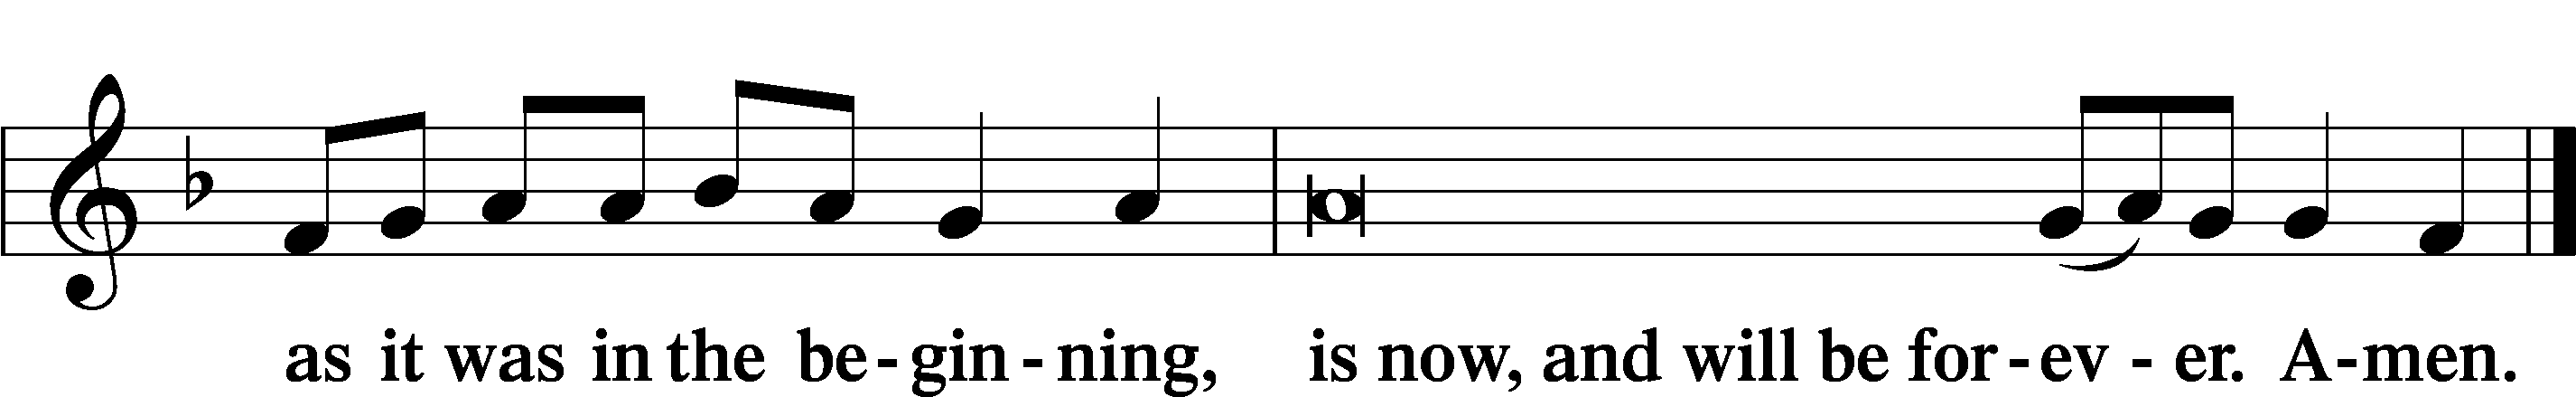 as it was in the be - gin - ning, is now, and will be for - ev - er. A - men.